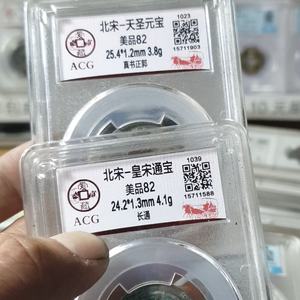 北宋-天圣元宝
美品82
25.4*1.2mm 3.8g
真书正郭
ACG
1023
15711903
北宋-皇宋通宝
美品82
24.2*1.3mm 4.1g
长通
ACG
1039
15711588